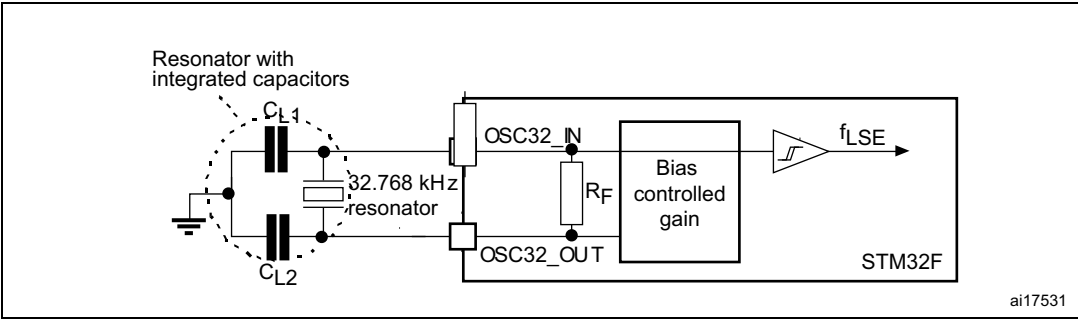 Resonator with
integrated capacitors
CL1
OSC32_IN
fLSE
32.768 kHz
resonator
RF
Bias
controlled
gain
OSC32_OUT
STM32F
CL2
ai17531